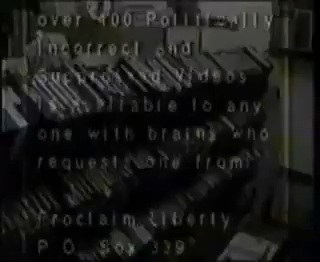 over 400 Politically
Incorrect and
Suppressed Videos
is available to any
one with brains who
requests one from:
Proclaim Liberty
P.O. Box 339